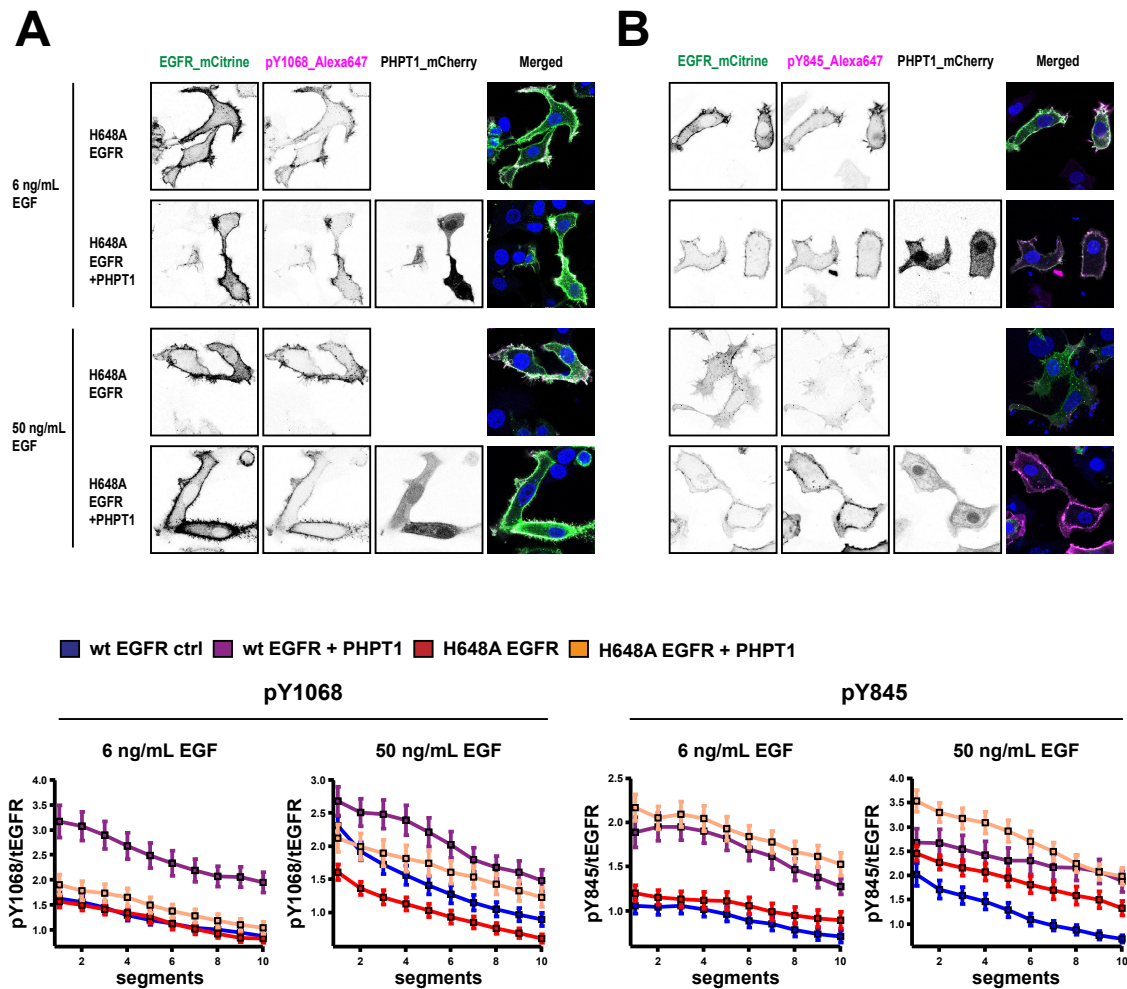 A
EGFR_mCitrine pY1068_Alexa647 PHPT1_mCherry Merged
6 ng/mL
EGF
H648A
EGFR
H648A
EGFR
+PHPT1
50 ng/mL
EGF
H648A
EGFR
H648A
EGFR
+PHPT1
B
EGFR_mCitrine pY845_Alexa647 PHPT1_mCherry Merged
wt EGFR ctrl wt EGFR + PHPT1 H648A EGFR H648A EGFR + PHPT1
pY1068
6 ng/mL EGF
pY1068/tEGFR
4.0
3.5
3.0
2.5
2.0
1.5
1.0
2 4 6 8 10
segments
50 ng/mL EGF
pY1068/tEGFR
3.0
2.5
2.0
1.5
1.0
2 4 6 8 10
segments
pY845
6 ng/mL EGF
pY845/tEGFR
2.5
2.0
1.5
1.0
2 4 6 8 10
segments
50 ng/mL EGF
pY845/tEGFR
4.0
3.5
3.0
2.5
2.0
1.5
1.0
2 4 6 8 10
segments